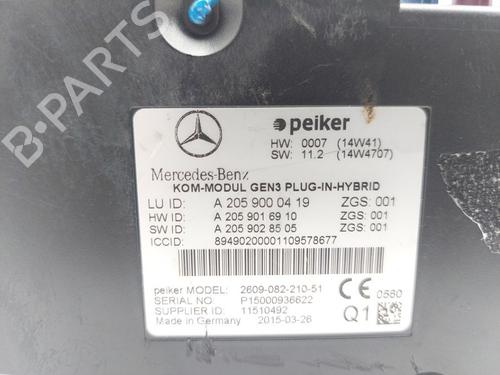 B-PARTS
peiker
HW: 0007 (14W41)
SW: 11.2 (14W4707)
Mercedes-Benz
KOM-MODUL GEN3 PLUG-IN-HYBRID
LU ID: A 205 900 04 19 ZGS: 001
HW ID: A 205 901 69 10 ZGS: 001
SW ID: A 205 902 85 05 ZGS: 001
ICCID: 89490200001109578677
peiker MODEL: 2609-082-210-51
SERIAL NO: P15000936622
SUPPLIER ID: 11510492
Made in Germany 2015-03-26
CE 0560
Q1